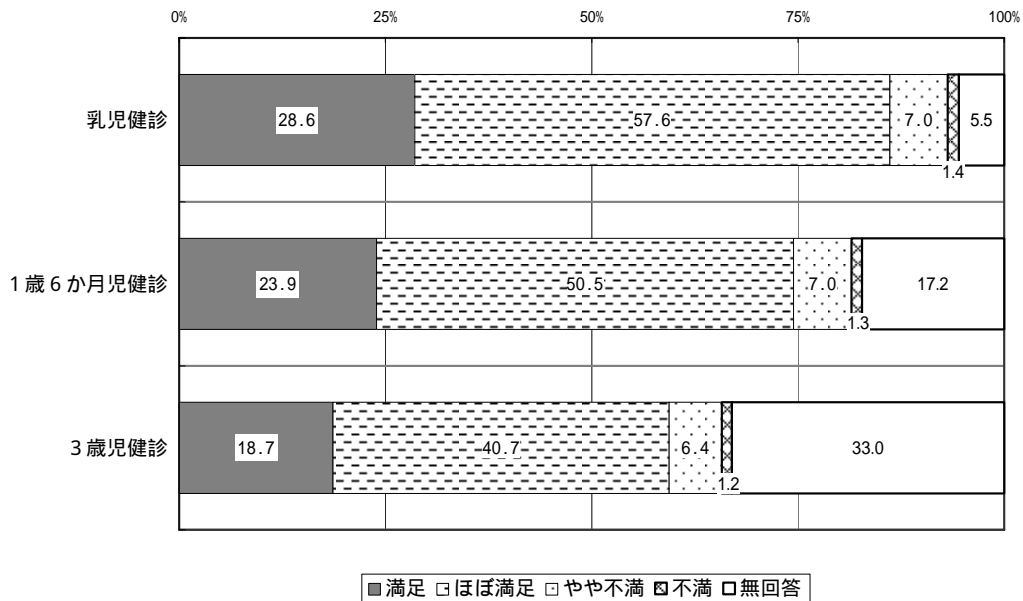 0% 25% 50% 75% 100%
乳児健診 28.6 57.6 7.0 5.5
1.4
1歳6か月児健診 23.9 50.5 7.0 17.2
1.3
3歳児健診 18.7 40.7 6.4 33.0
1.2
満足 ほぼ満足 やや不満 不満 無回答